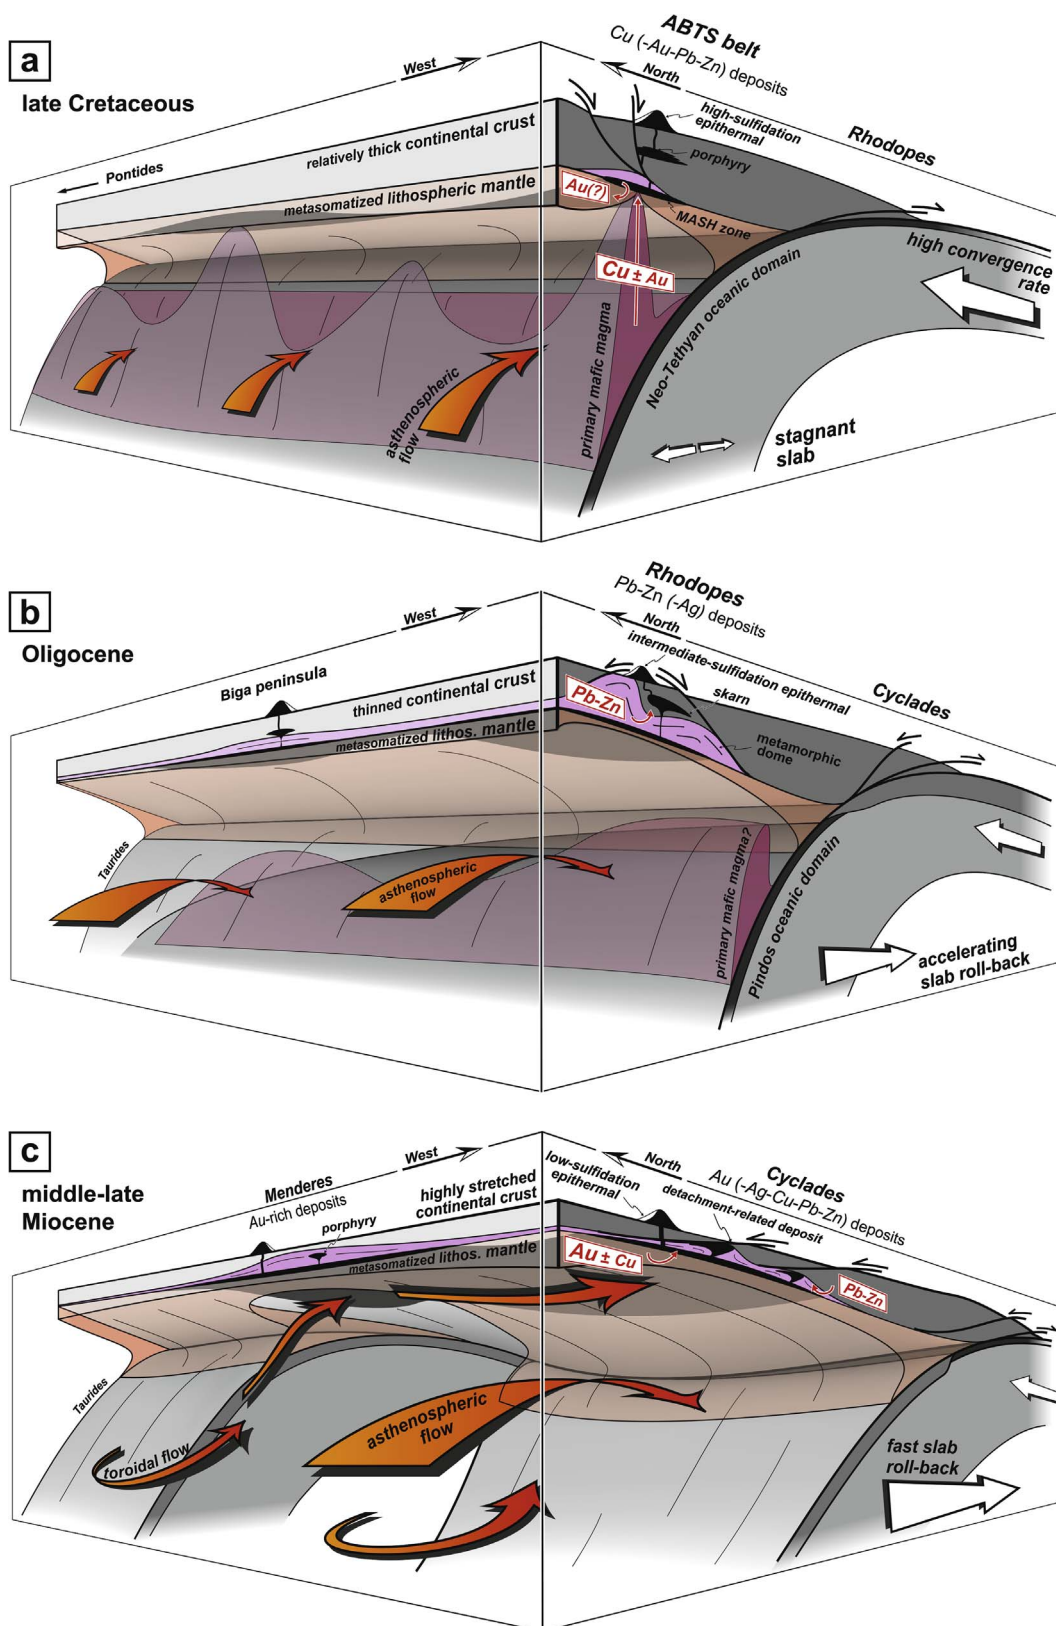 a
late Cretaceous
West
ABTS belt
Cu (-Au-Pb-Zn) deposits
North
high-sulfidation
epithermal
Rhodopes
Pontides
relatively thick continental crust
porphyry
metasomatized lithospheric mantle
Au(?)
MASH zone
high convergence
rate
Cu ± Au
Neo-Tethyan oceanic domain
primary mafic magma
asthenospheric
flow
stagnant
slab
b
Oligocene
West
Rhodopes
Pb-Zn (-Ag) deposits
North
intermediate-sulfidation epithermal
Biga peninsula
thinned continental crust
Pb-Zn
skarn
Cyclades
metasomatized lithos. mantle
metamorphic
dome
Taurides
asthenospheric
flow
primary mafic magma?
Pindos oceanic domain
accelerating
slab roll-back
c
middle-late
Miocene
West
North
low-sulfidation
epithermal
Cyclades
Au (-Ag-Cu-Pb-Zn) deposits
detachment-related deposit
Menderes
Au-rich deposits
highly stretched
continental crust
porphyry
metasomatized lithos. mantle
Au ± Cu
Pb-Zn
Taurides
toroidal flow
asthenospheric
flow
fast slab
roll-back